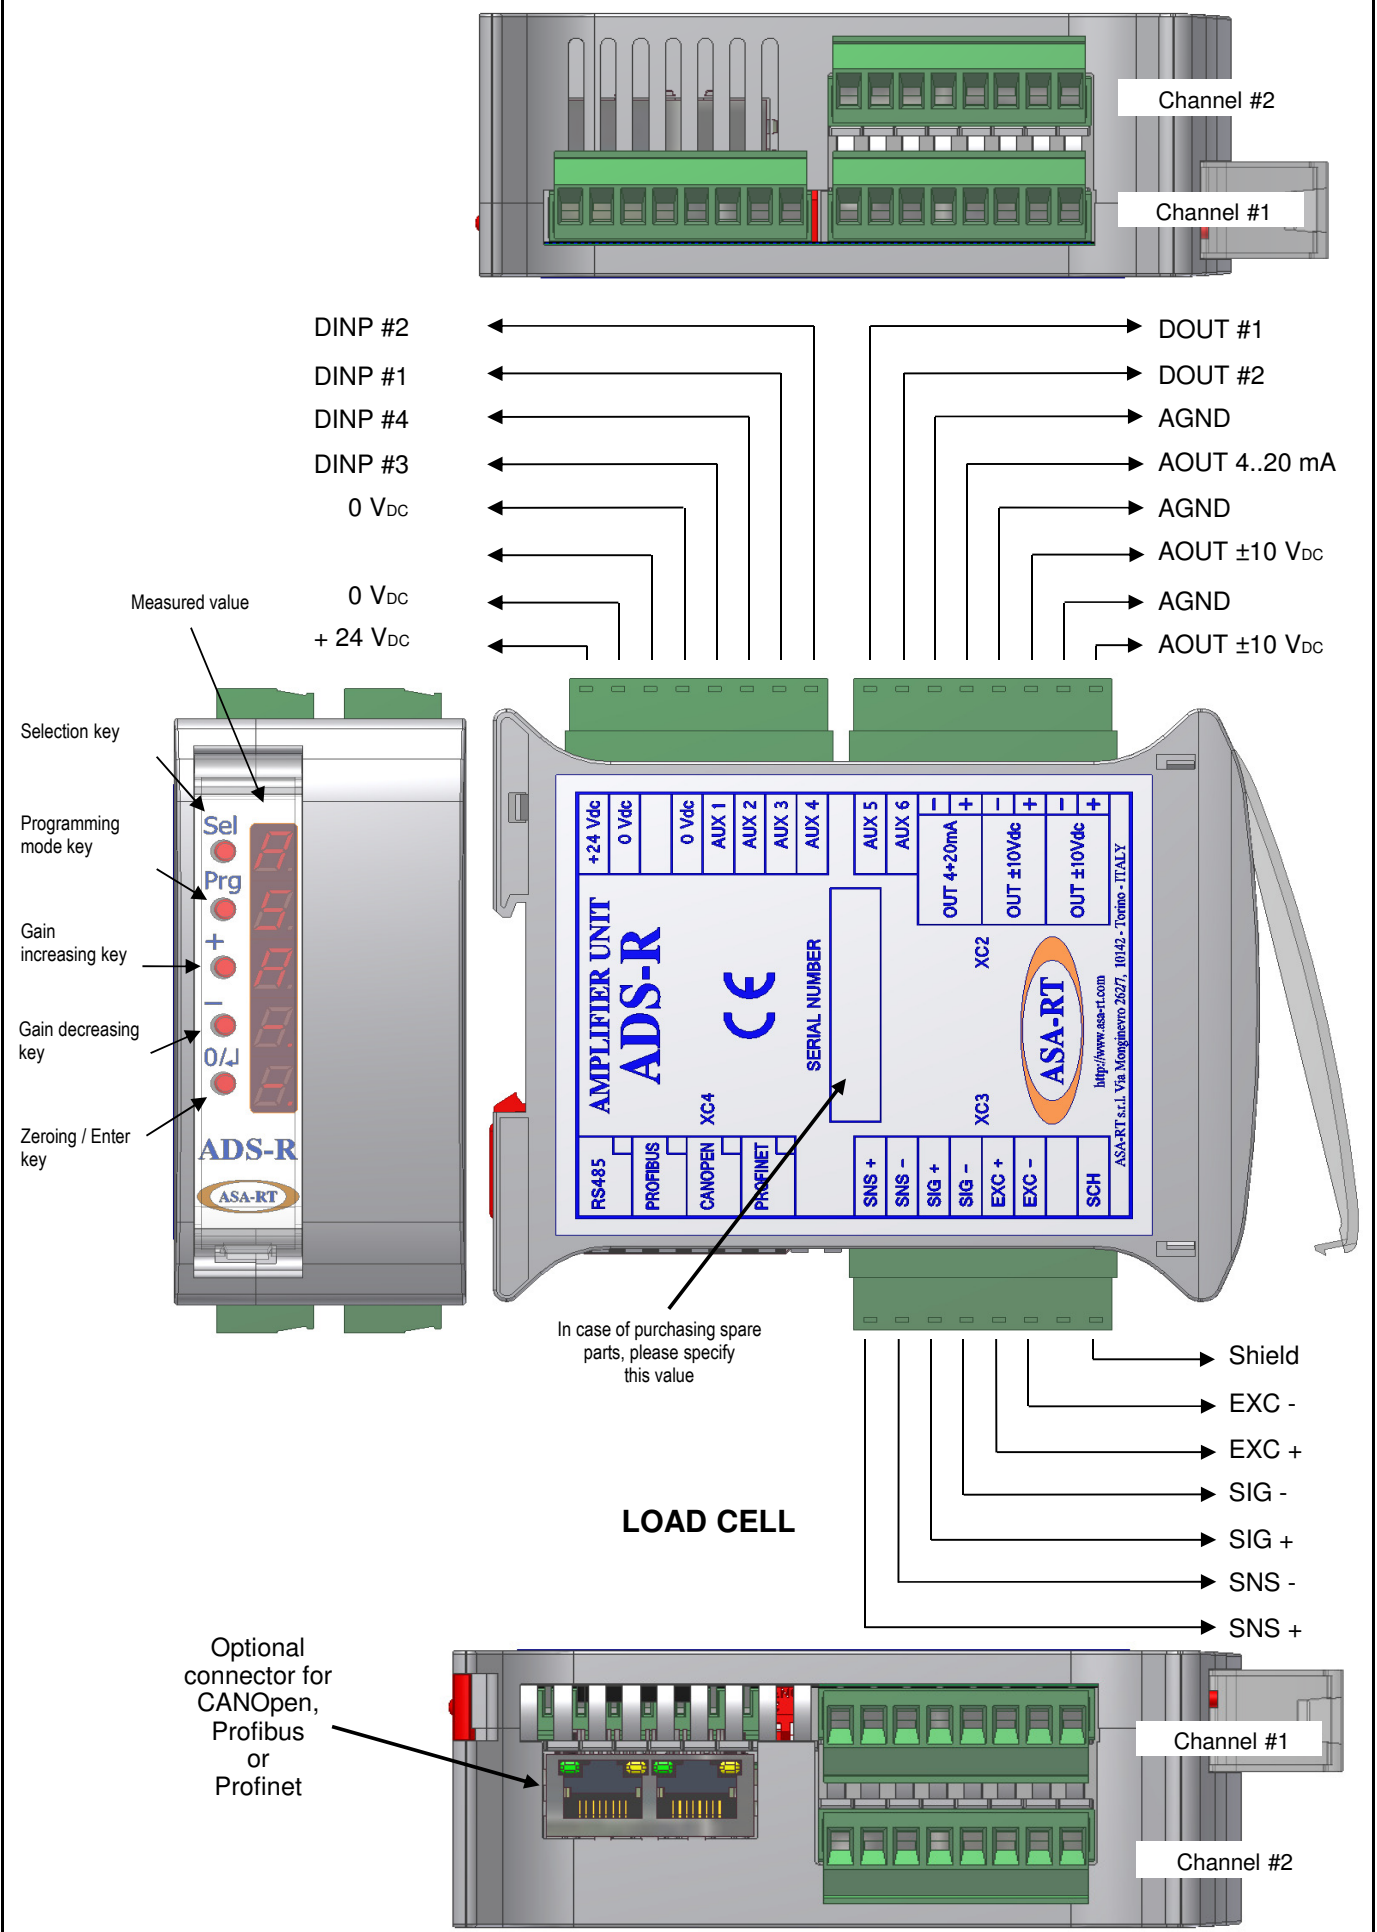 Channel #2
Channel #1
DINP #2
DINP #1
DINP #4
DINP #3
0 VDC
0 VDC
+ 24 VDC
DOUT #1
DOUT #2
AGND
AOUT 4..20 mA
AGND
AOUT ±10 VDC
AGND
AOUT ±10 VDC
Measured value
Selection key
Programming
mode key
Gain
increasing key
Gain decreasing
key
Zeroing / Enter
key
Sel
Prg
+
−
0/↵
ADS-R
ASA-RT
+24 Vdc
0 Vdc
0 Vdc
AUX 1
AUX 2
AUX 3
AUX 4
AUX 5
AUX 6
−
+
−
+
−
+
OUT 4÷20mA
OUT ±10Vdc
OUT ±10Vdc
AMPLIFIER UNIT
ADS-R
CE
SERIAL NUMBER
XC2
XC4
XC3
ASA-RT
http://www.asa-rt.com
ASA-RT s.r.l. Via Monginevro 262/7, 10142 - Torino - ITALY
RS485
PROFIBUS
CANOPEN
PROFINET
SNS +
SNS -
SIG +
SIG -
EXC +
EXC -
SCH
In case of purchasing spare
parts, please specify
this value
Shield
EXC -
EXC +
SIG -
SIG +
SNS -
SNS +
LOAD CELL
Optional
connector for
CANOpen,
Profibus
or
Profinet
Channel #1
Channel #2